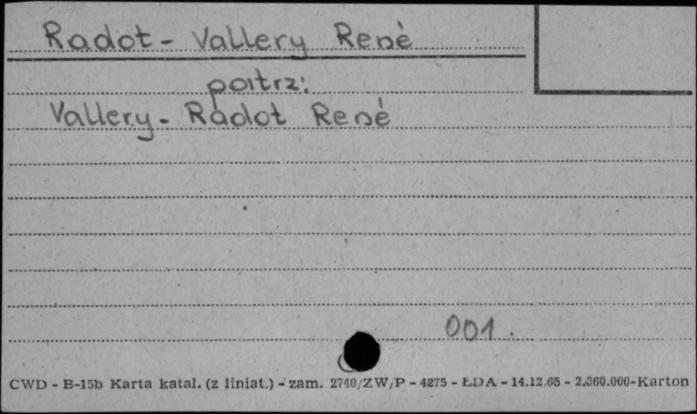 Radot - Vallery Renè
patrz:
Vallery - Radot René
001.
CWD - B-15b Karta katal. (z liniat.) - zam. 2740/ZW/P - 4275 - ŁDA - 14.12.65 - 2.360.000-Karton